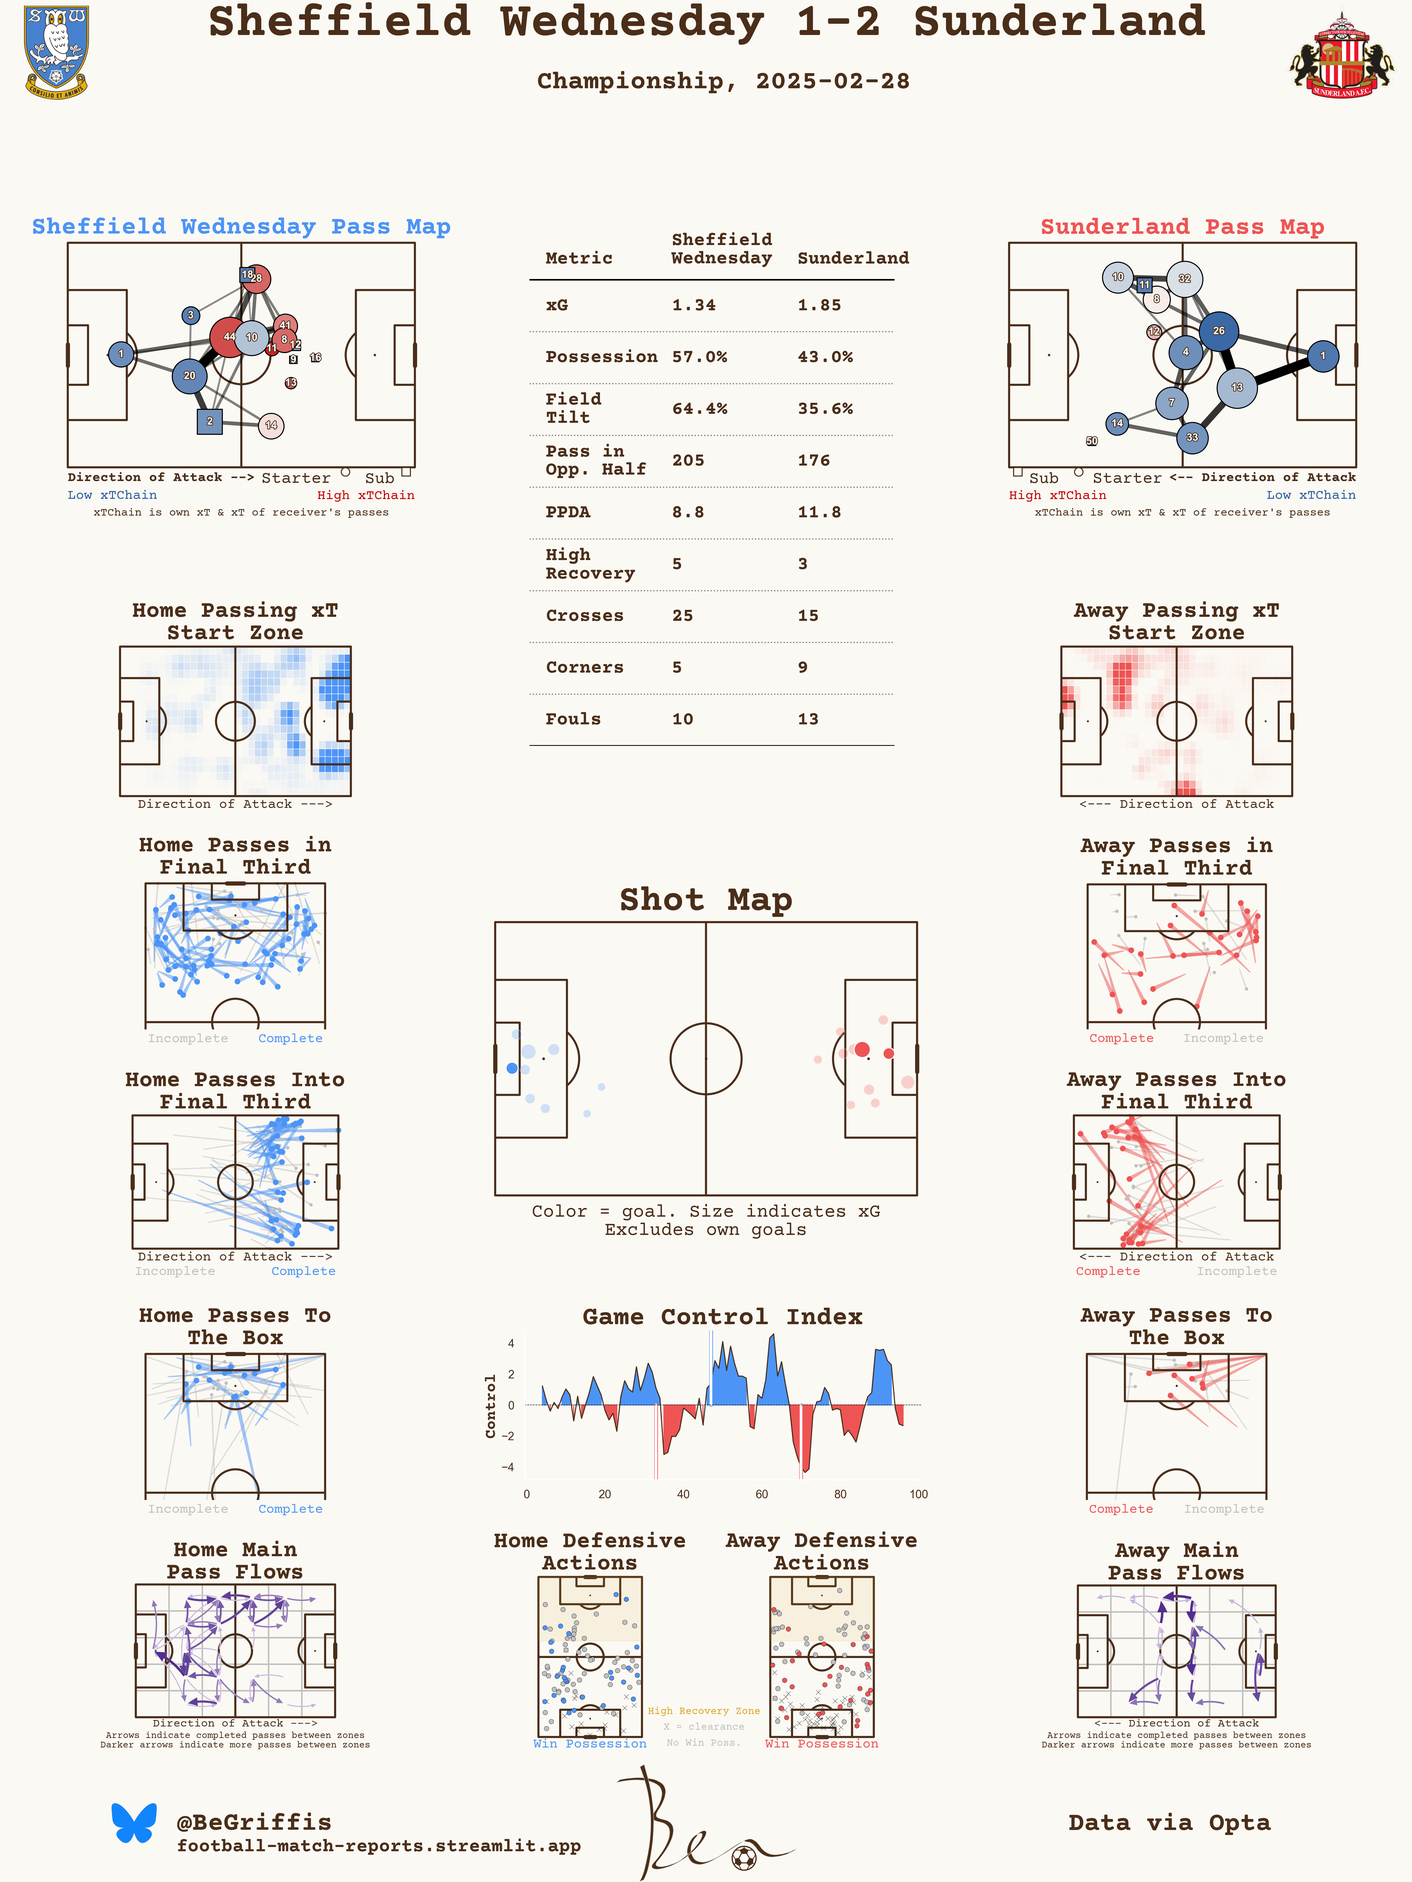 Sheffield Wednesday 1-2 Sunderland
Championship, 2025-02-28
S W
CONSILIO ET ANIMIS
SUNDERLAND A.F.C.
Sheffield Wednesday Pass Map
18
28
3
41
44
10
8
12
11
9
16
1
20
13
2
14
Direction of Attack --> Starter Sub
Low xTChain High xTChain
xTChain is own xT & xT of receiver's passes
Metric Sheffield Wednesday Sunderland
xG 1.34 1.85
Possession 57.0% 43.0%
Field
Tilt 64.4% 35.6%
Pass in
Opp. Half 205 176
PPDA 8.8 11.8
High
Recovery 5 3
Crosses 25 15
Corners 5 9
Fouls 10 13
Sunderland Pass Map
10
11
32
8
12
26
4
1
13
7
14
33
50
Sub Starter <-- Direction of Attack
High xTChain Low xTChain
xTChain is own xT & xT of receiver's passes
Home Passing xT
Start Zone
Direction of Attack --->
Away Passing xT
Start Zone
<--- Direction of Attack
Home Passes in
Final Third
Incomplete Complete
Away Passes in
Final Third
Complete Incomplete
Shot Map
Color = goal. Size indicates xG
Excludes own goals
Home Passes Into
Final Third
Direction of Attack --->
Incomplete Complete
Away Passes Into
Final Third
<--- Direction of Attack
Complete Incomplete
Home Passes To
The Box
Incomplete Complete
Game Control Index
Control
4
2
0
−2
−4
0 20 40 60 80 100
Away Passes To
The Box
Complete Incomplete
Home Main
Pass Flows
Direction of Attack --->
Arrows indicate completed passes between zones
Darker arrows indicate more passes between zones
Home Defensive
Actions
Win Possession
High Recovery Zone
X = clearance
No Win Poss.
Away Defensive
Actions
Win Possession
Away Main
Pass Flows
<--- Direction of Attack
Arrows indicate completed passes between zones
Darker arrows indicate more passes between zones
@BeGriffis
football-match-reports.streamlit.app
Ben
Data via Opta